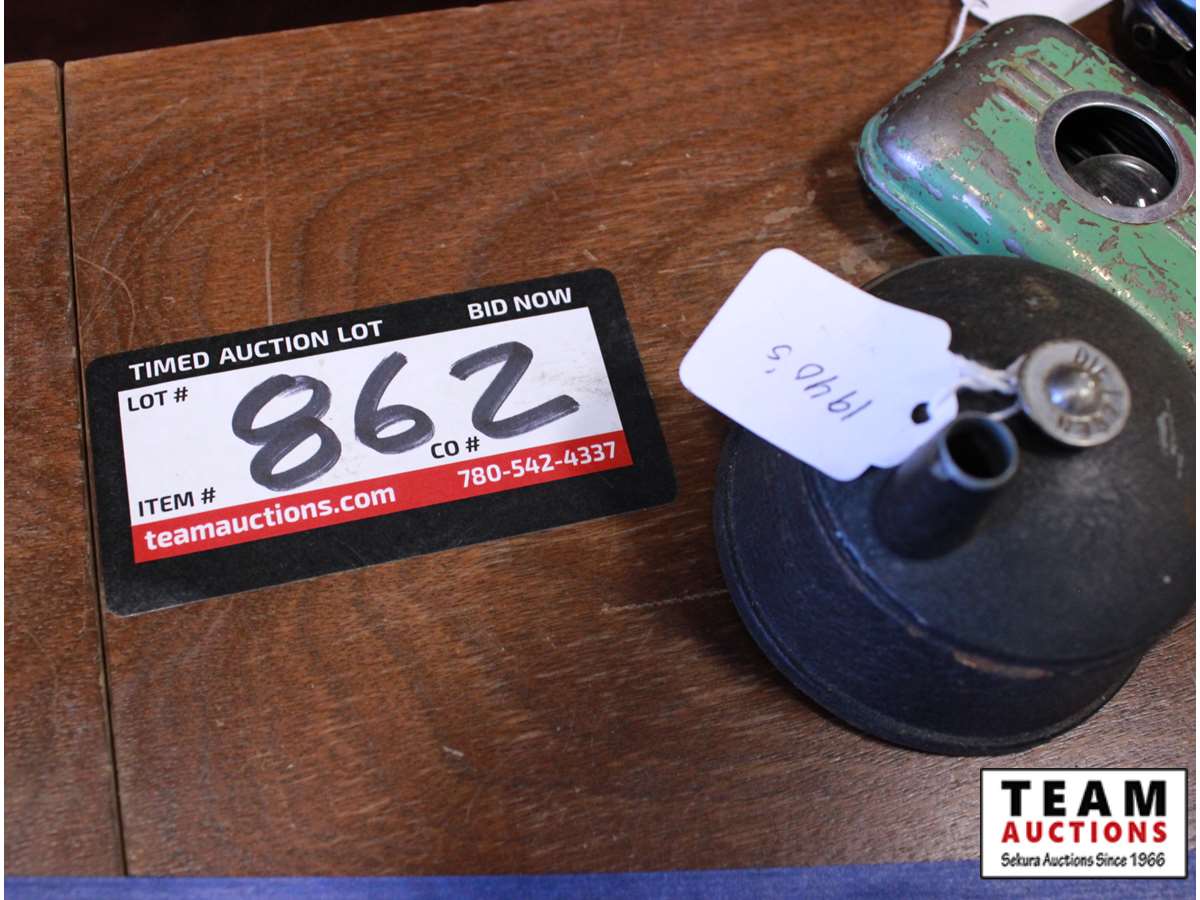 TIMED AUCTION LOT BID NOW
LOT # 862
CO #
ITEM #
teamauctions.com 780-542-4337
1940's
TEAM
AUCTIONS
Sekura Auctions Since 1966